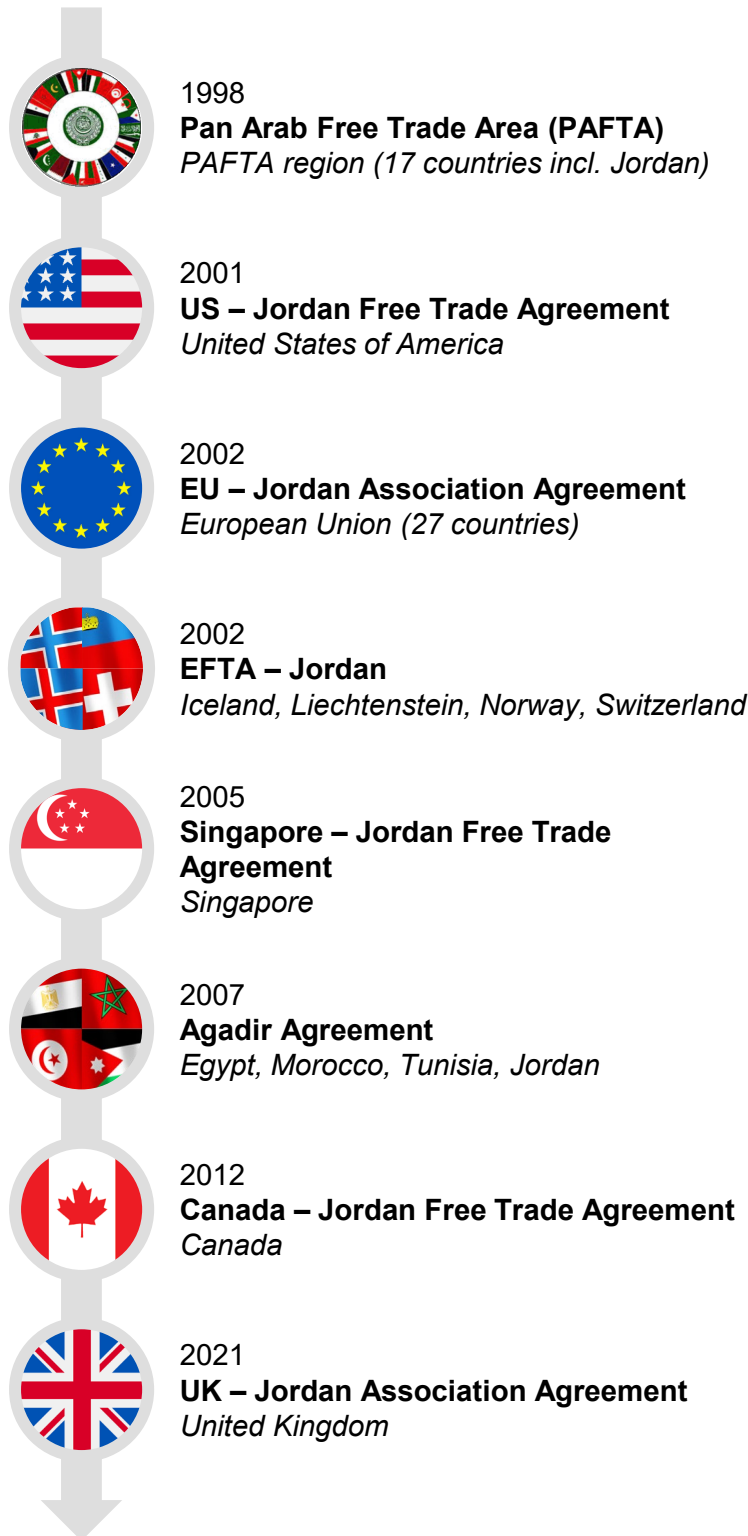 1998
Pan Arab Free Trade Area (PAFTA)
PAFTA region (17 countries incl. Jordan)
2001
US – Jordan Free Trade Agreement
United States of America
2002
EU – Jordan Association Agreement
European Union (27 countries)
2002
EFTA – Jordan
Iceland, Liechtenstein, Norway, Switzerland
2005
Singapore – Jordan Free Trade
Agreement
Singapore
2007
Agadir Agreement
Egypt, Morocco, Tunisia, Jordan
2012
Canada – Jordan Free Trade Agreement
Canada
2021
UK – Jordan Association Agreement
United Kingdom